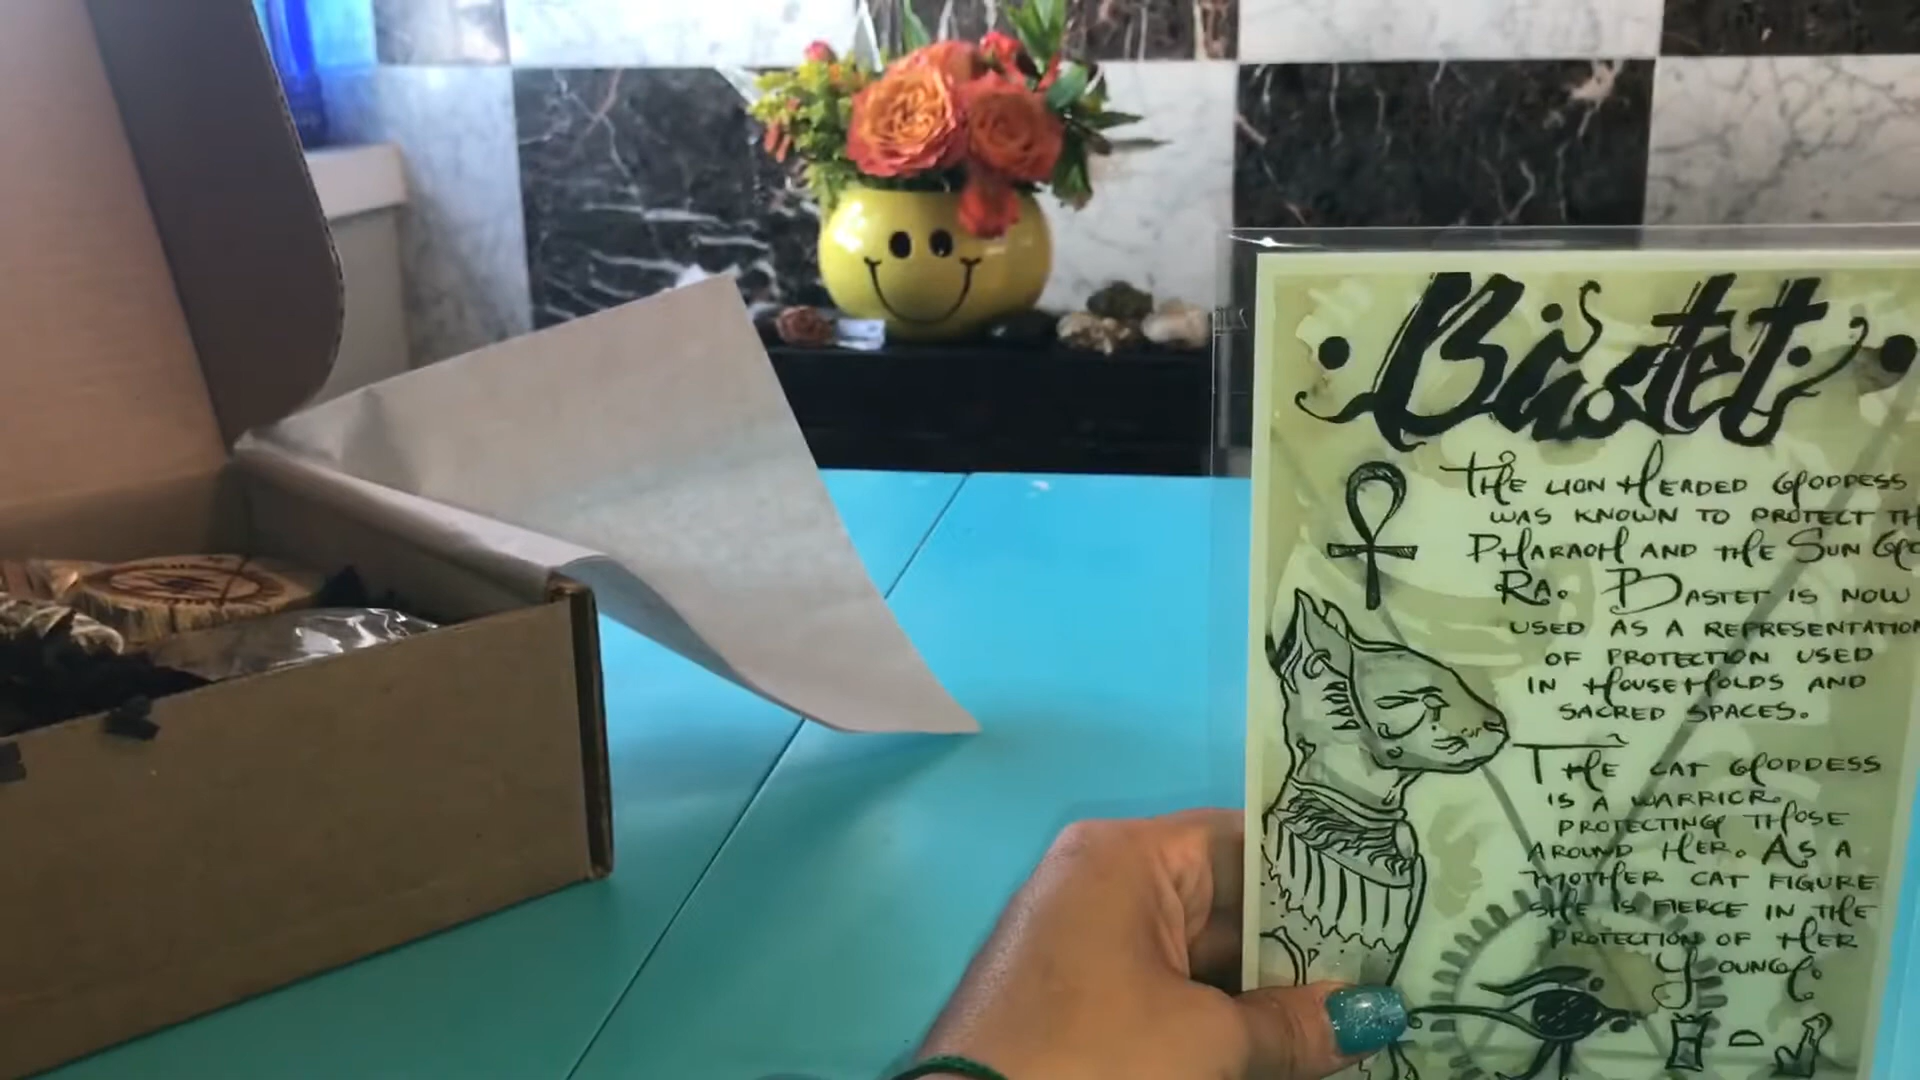 Bastet
THE LION HEADED GODDESS
WAS KNOWN TO PROTECT TH
PHARAOH AND THE SUN GO
RA. BASTET IS NOW
USED AS A REPRESENTATION
OF PROTECTION USED
IN HOUSEHOLDS AND
SACRED SPACES.
THE CAT GODDESS
IS A WARRIOR
PROTECTING THOSE
AROUND HER. AS A
MOTHER CAT FIGURE
SHE IS FIERCE IN THE
PROTECTION OF HER
YOUNG.